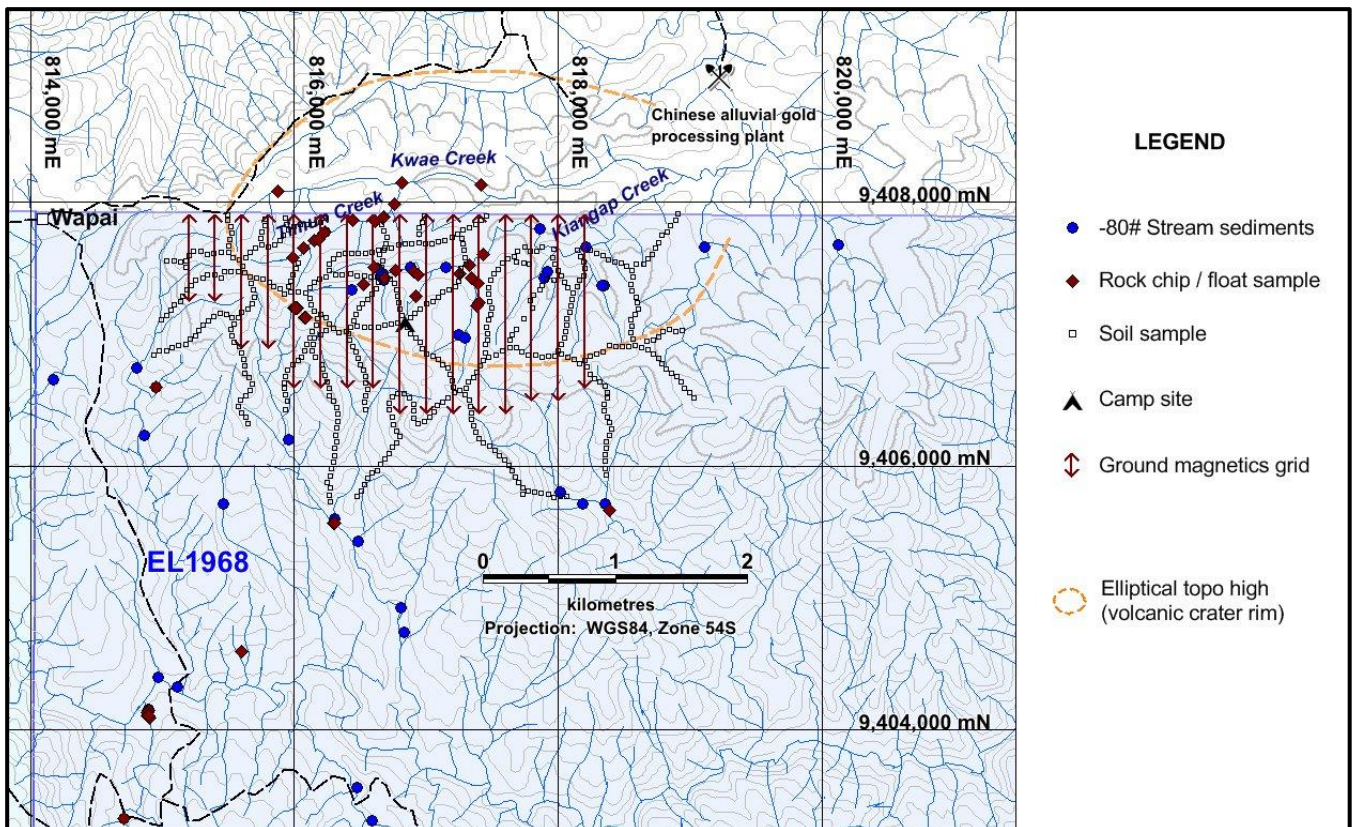 814,000 mE
816,000 mE
818,000 mE
820,000 mE
Chinese alluvial gold
processing plant
Kwae Creek
Timun Creek
Kiangap Creek
9,408,000 mN
Wapai
9,406,000 mN
EL1968
0 1 2
kilometres
Projection: WGS84, Zone 54S
9,404,000 mN
LEGEND
-80# Stream sediments
Rock chip / float sample
Soil sample
Camp site
Ground magnetics grid
Elliptical topo high
(volcanic crater rim)